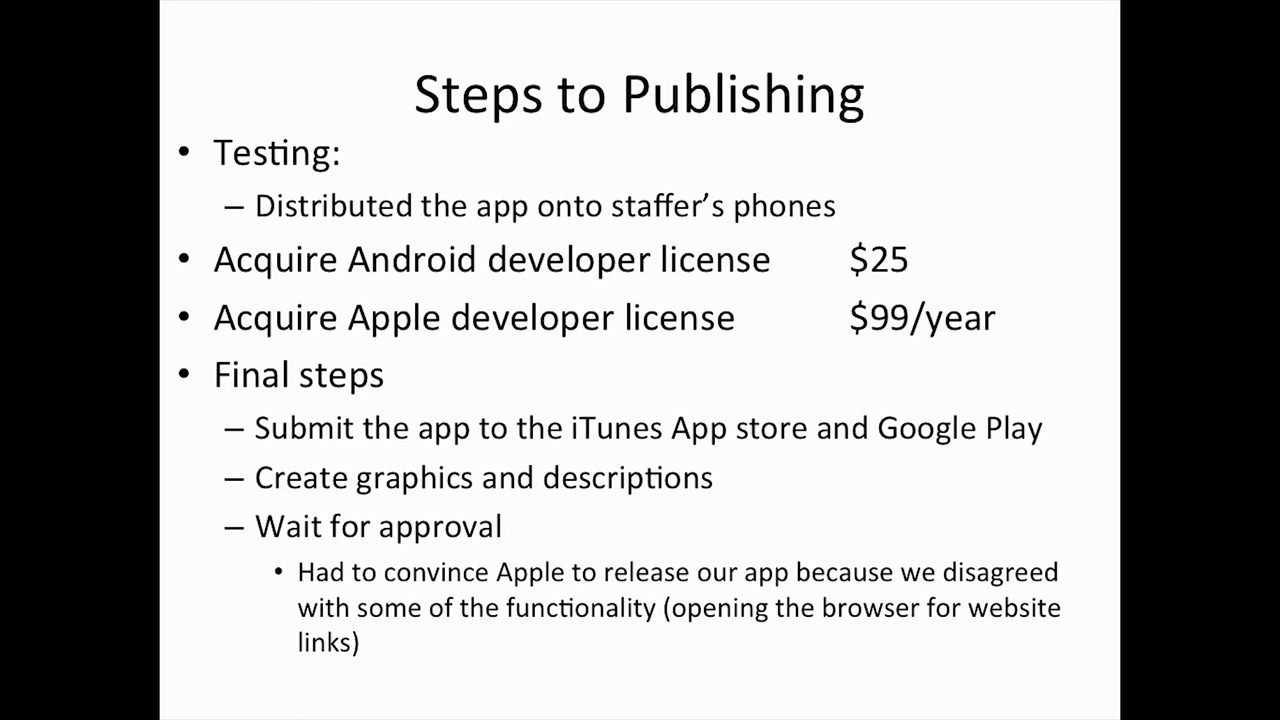 Steps to Publishing
• Testing:
– Distributed the app onto staffer’s phones
• Acquire Android developer license $25
• Acquire Apple developer license $99/year
• Final steps
– Submit the app to the iTunes App store and Google Play
– Create graphics and descriptions
– Wait for approval
• Had to convince Apple to release our app because we disagreed
with some of the functionality (opening the browser for website
links)